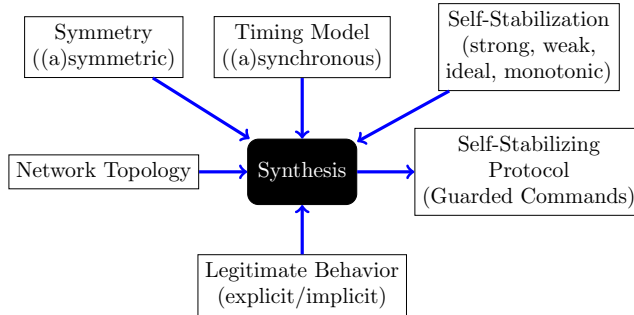 Symmetry
((a)symmetric)
Timing Model
((a)synchronous)
Self-Stabilization
(strong, weak,
ideal, monotonic)
Network Topology
Synthesis
Self-Stabilizing
Protocol
(Guarded Commands)
Legitimate Behavior
(explicit/implicit)